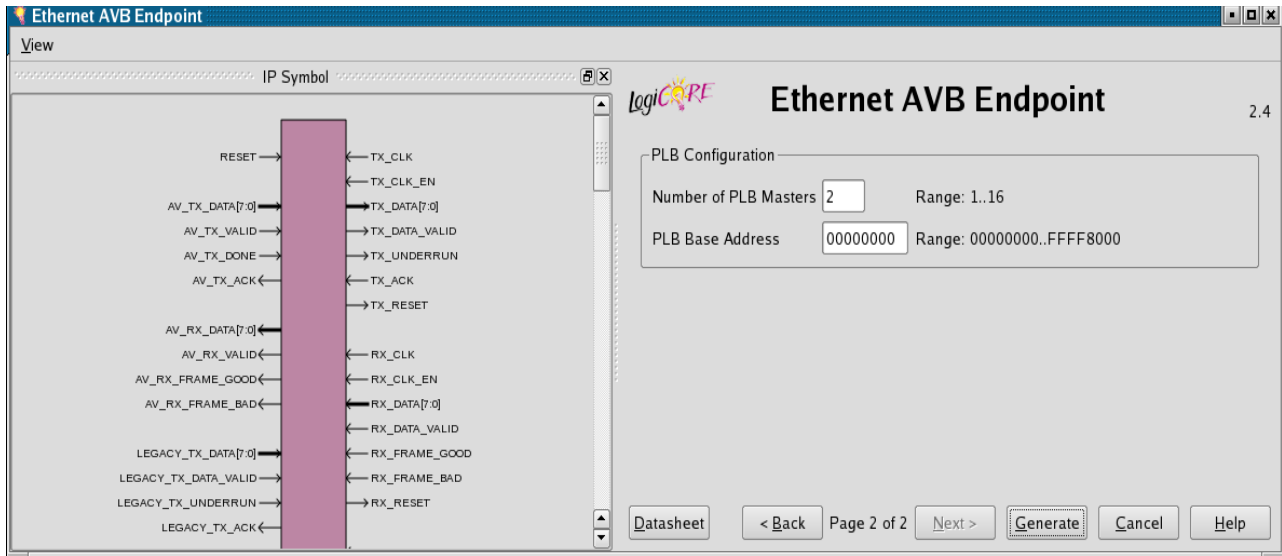 Ethernet AVB Endpoint
View
IP Symbol
RESET
TX_CLK
TX_CLK_EN
AV_TX_DATA[7:0]
TX_DATA[7:0]
AV_TX_VALID
TX_DATA_VALID
AV_TX_DONE
TX_UNDERRUN
AV_TX_ACK
TX_ACK
TX_RESET
AV_RX_DATA[7:0]
AV_RX_VALID
RX_CLK
AV_RX_FRAME_GOOD
RX_CLK_EN
AV_RX_FRAME_BAD
RX_DATA[7:0]
RX_DATA_VALID
LEGACY_TX_DATA[7:0]
RX_FRAME_GOOD
LEGACY_TX_DATA_VALID
RX_FRAME_BAD
LEGACY_TX_UNDERRUN
RX_RESET
LEGACY_TX_ACK
LogiCORE
Ethernet AVB Endpoint
2.4
PLB Configuration
Number of PLB Masters 2 Range: 1..16
PLB Base Address 00000000 Range: 00000000..FFFF8000
Datasheet < Back Page 2 of 2 Next > Generate Cancel Help